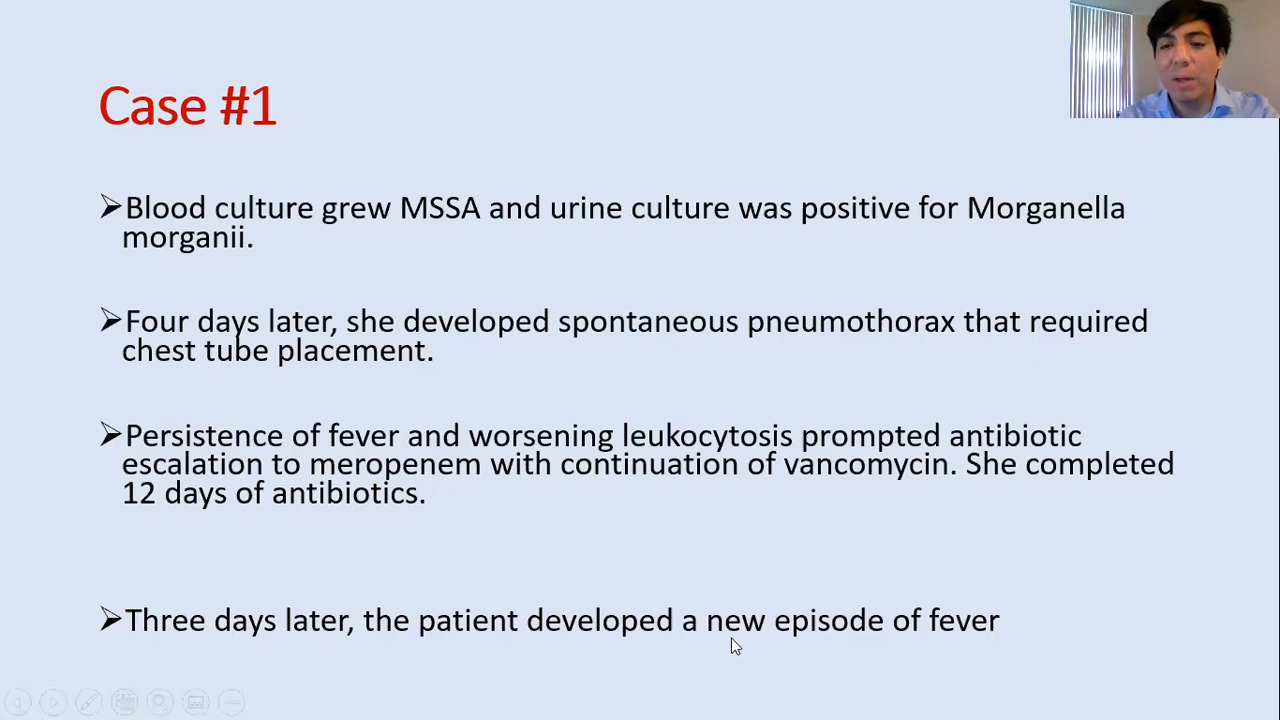 Case #1
➢Blood culture grew MSSA and urine culture was positive for Morganella
morganii.
➢Four days later, she developed spontaneous pneumothorax that required
chest tube placement.
➢Persistence of fever and worsening leukocytosis prompted antibiotic
escalation to meropenem with continuation of vancomycin. She completed
12 days of antibiotics.
➢Three days later, the patient developed a new episode of fever